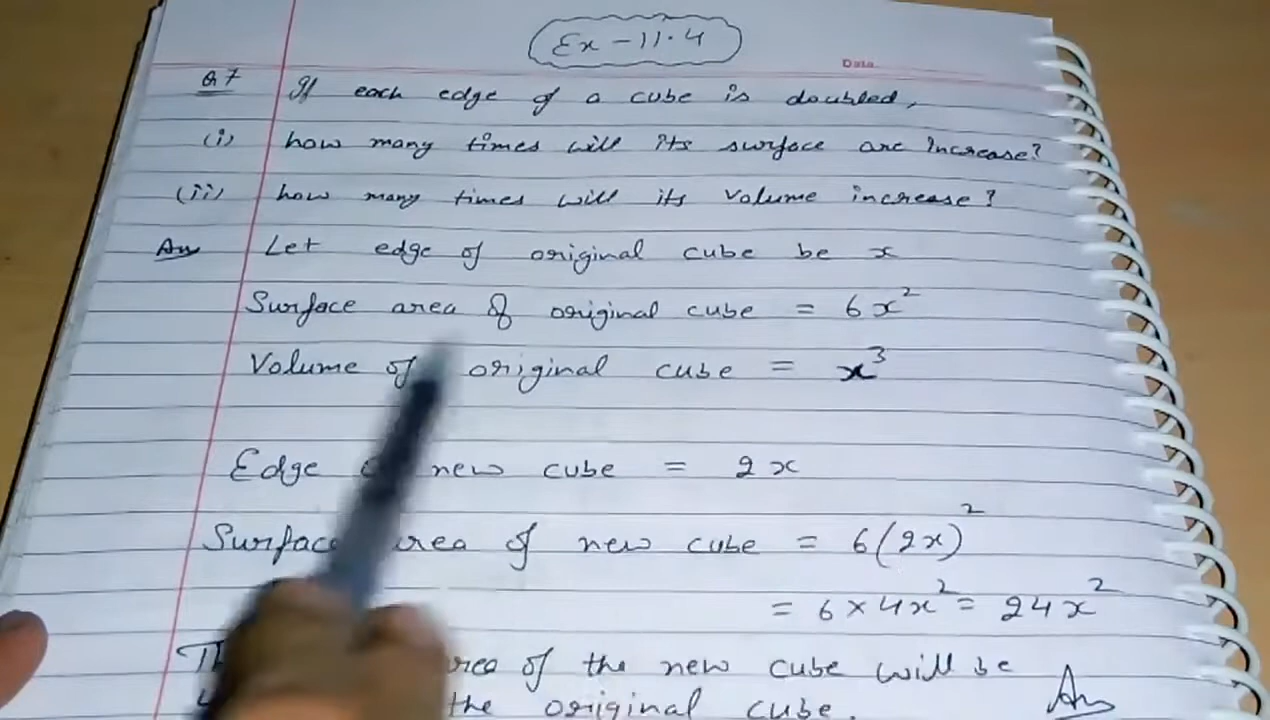 Ex - 11.4
Data
Q7 If each edge of a cube is doubled,
(i) how many times will its surface are increase?
(ii) how many times will its volume increase?
Ans Let edge of original cube be x
Surface area of original cube = 6x²
Volume of original cube = x³
Edge new cube = 2x
Surface area of new cube = 6(2x)²
= 6 × 4x² = 24x²
of the new cube will be
the original cube. Ans